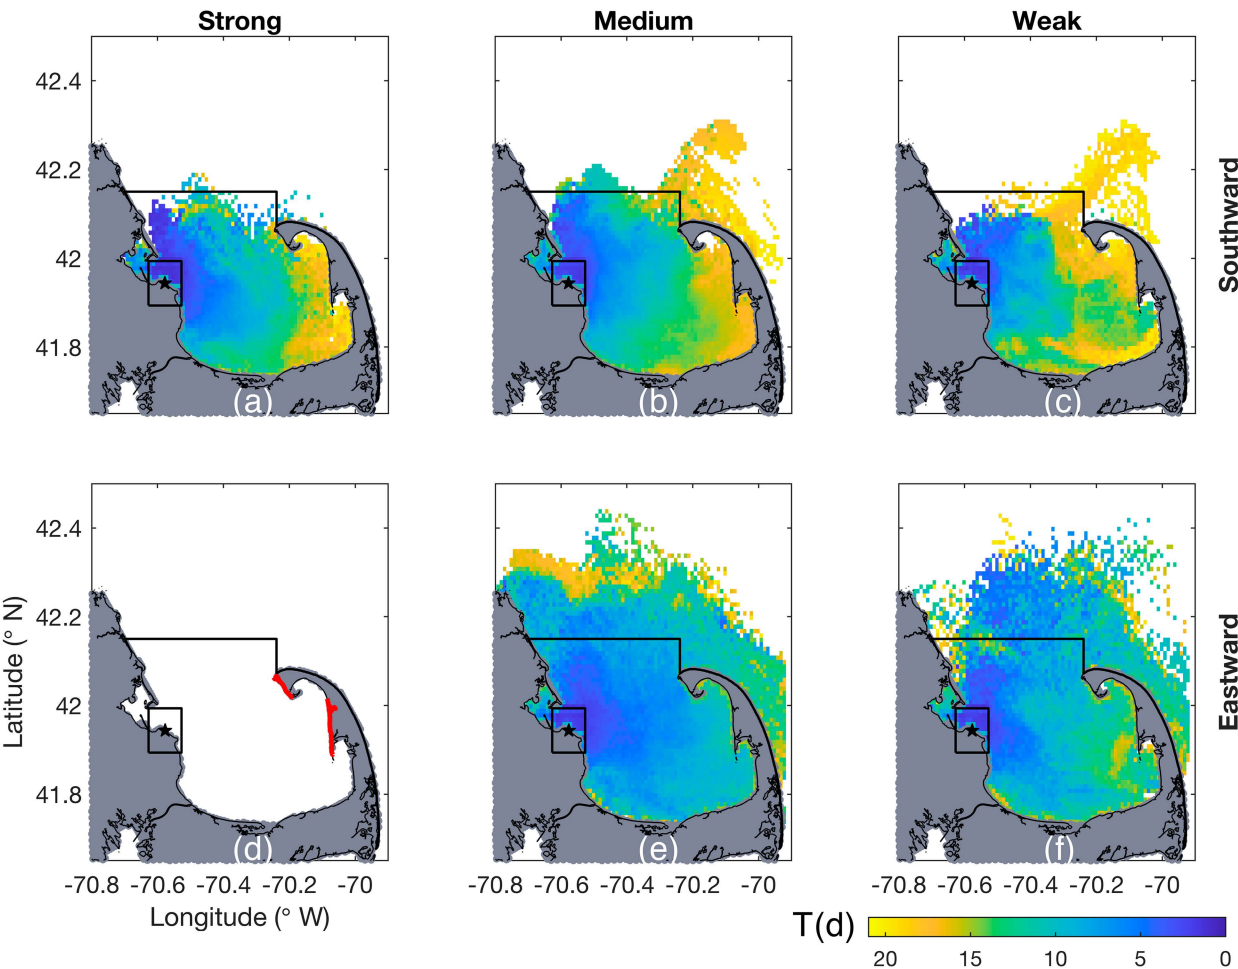 Strong Medium Weak
42.4
42.2
42
41.8
(a) (b) (c)
Southward
42.4
42.2
42
41.8
(d) (e) (f)
Eastward
Latitude (° N)
-70.8 -70.6 -70.4 -70.2 -70 -70.8 -70.6 -70.4 -70.2 -70 -70.8 -70.6 -70.4 -70.2 -70
Longitude (° W)
T(d)
20 15 10 5 0